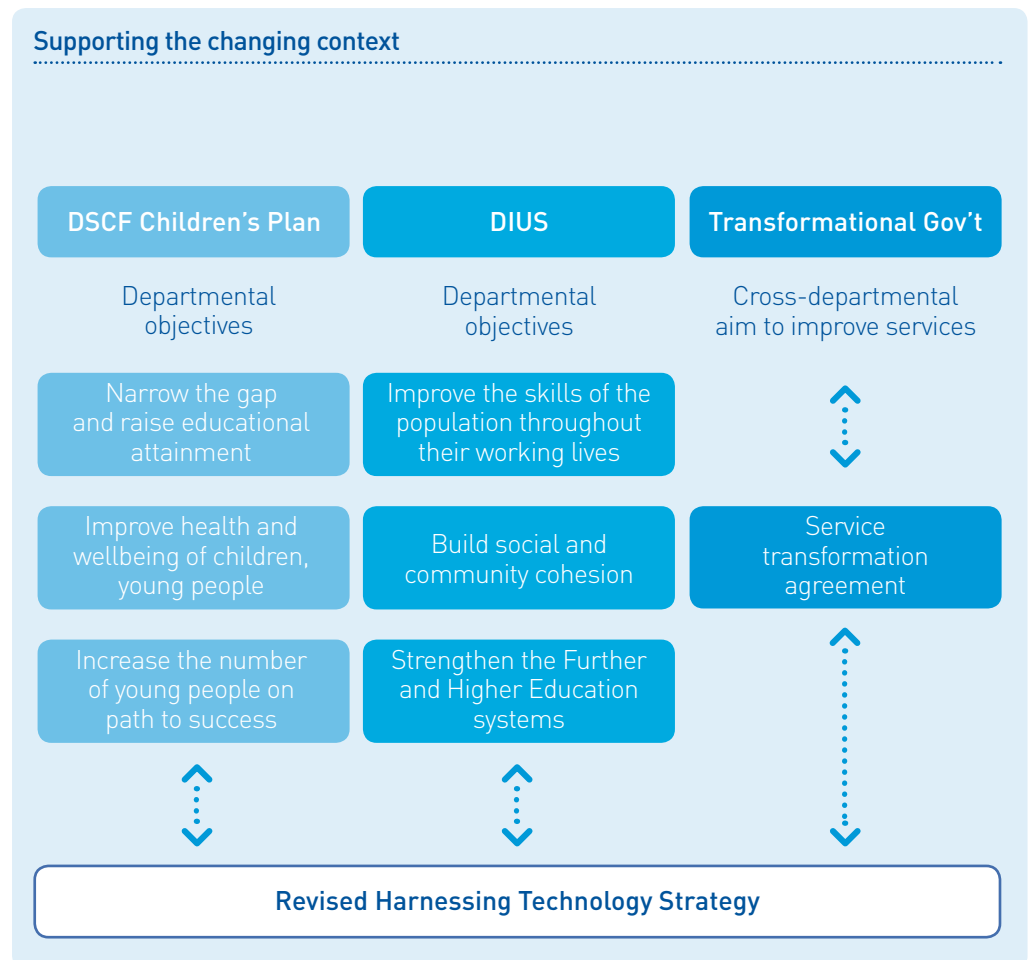 Supporting the changing context
DSCF Children's Plan
Departmental
objectives
Narrow the gap
and raise educational
attainment
Improve health and
wellbeing of children,
young people
Increase the number
of young people on
path to success
DIUS
Departmental
objectives
Improve the skills of the
population throughout
their working lives
Build social and
community cohesion
Strengthen the Further
and Higher Education
systems
Transformational Gov't
Cross-departmental
aim to improve services
Service
transformation
agreement
Revised Harnessing Technology Strategy